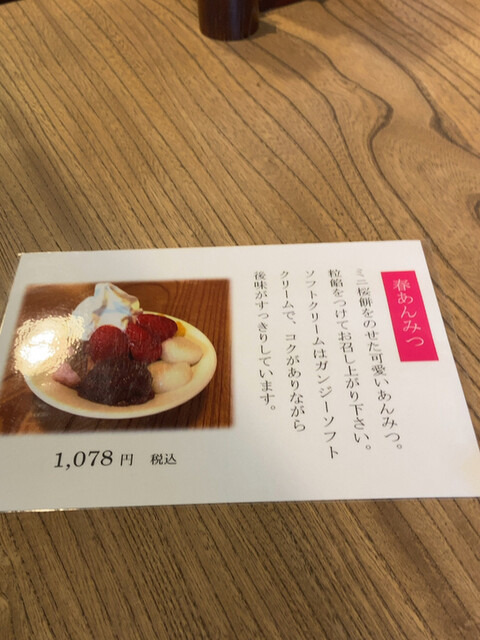 春あんみつ
ミニ桜餅をのせた可愛いあんみつ。
粒餡をつけてお召し上がり下さい。
ソフトクリームはガンジーソフト
クリームで、コクがありながら
後味がすっきりしています。
1,078円 税込